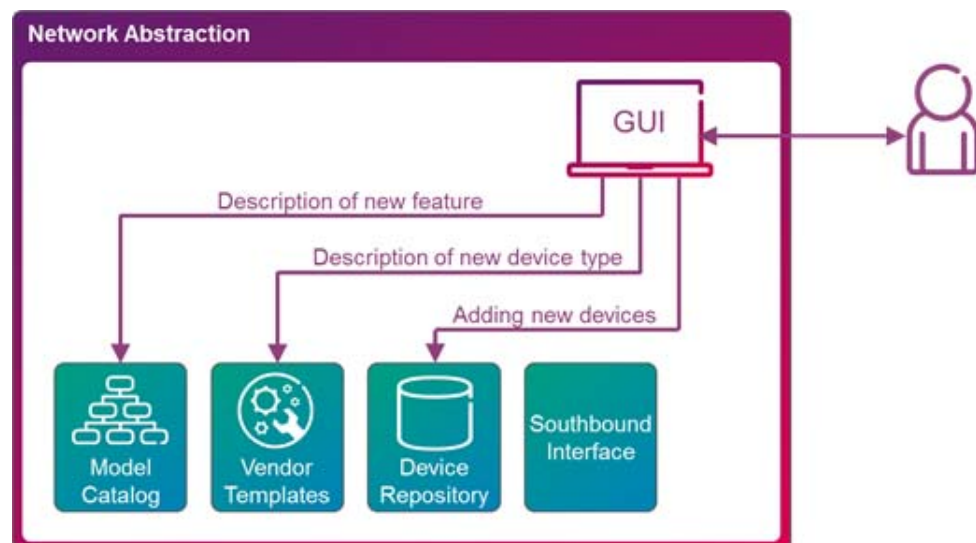 Network Abstraction
GUI
Description of new feature
Description of new device type
Adding new devices
Model
Catalog
Vendor
Templates
Device
Repository
Southbound
Interface